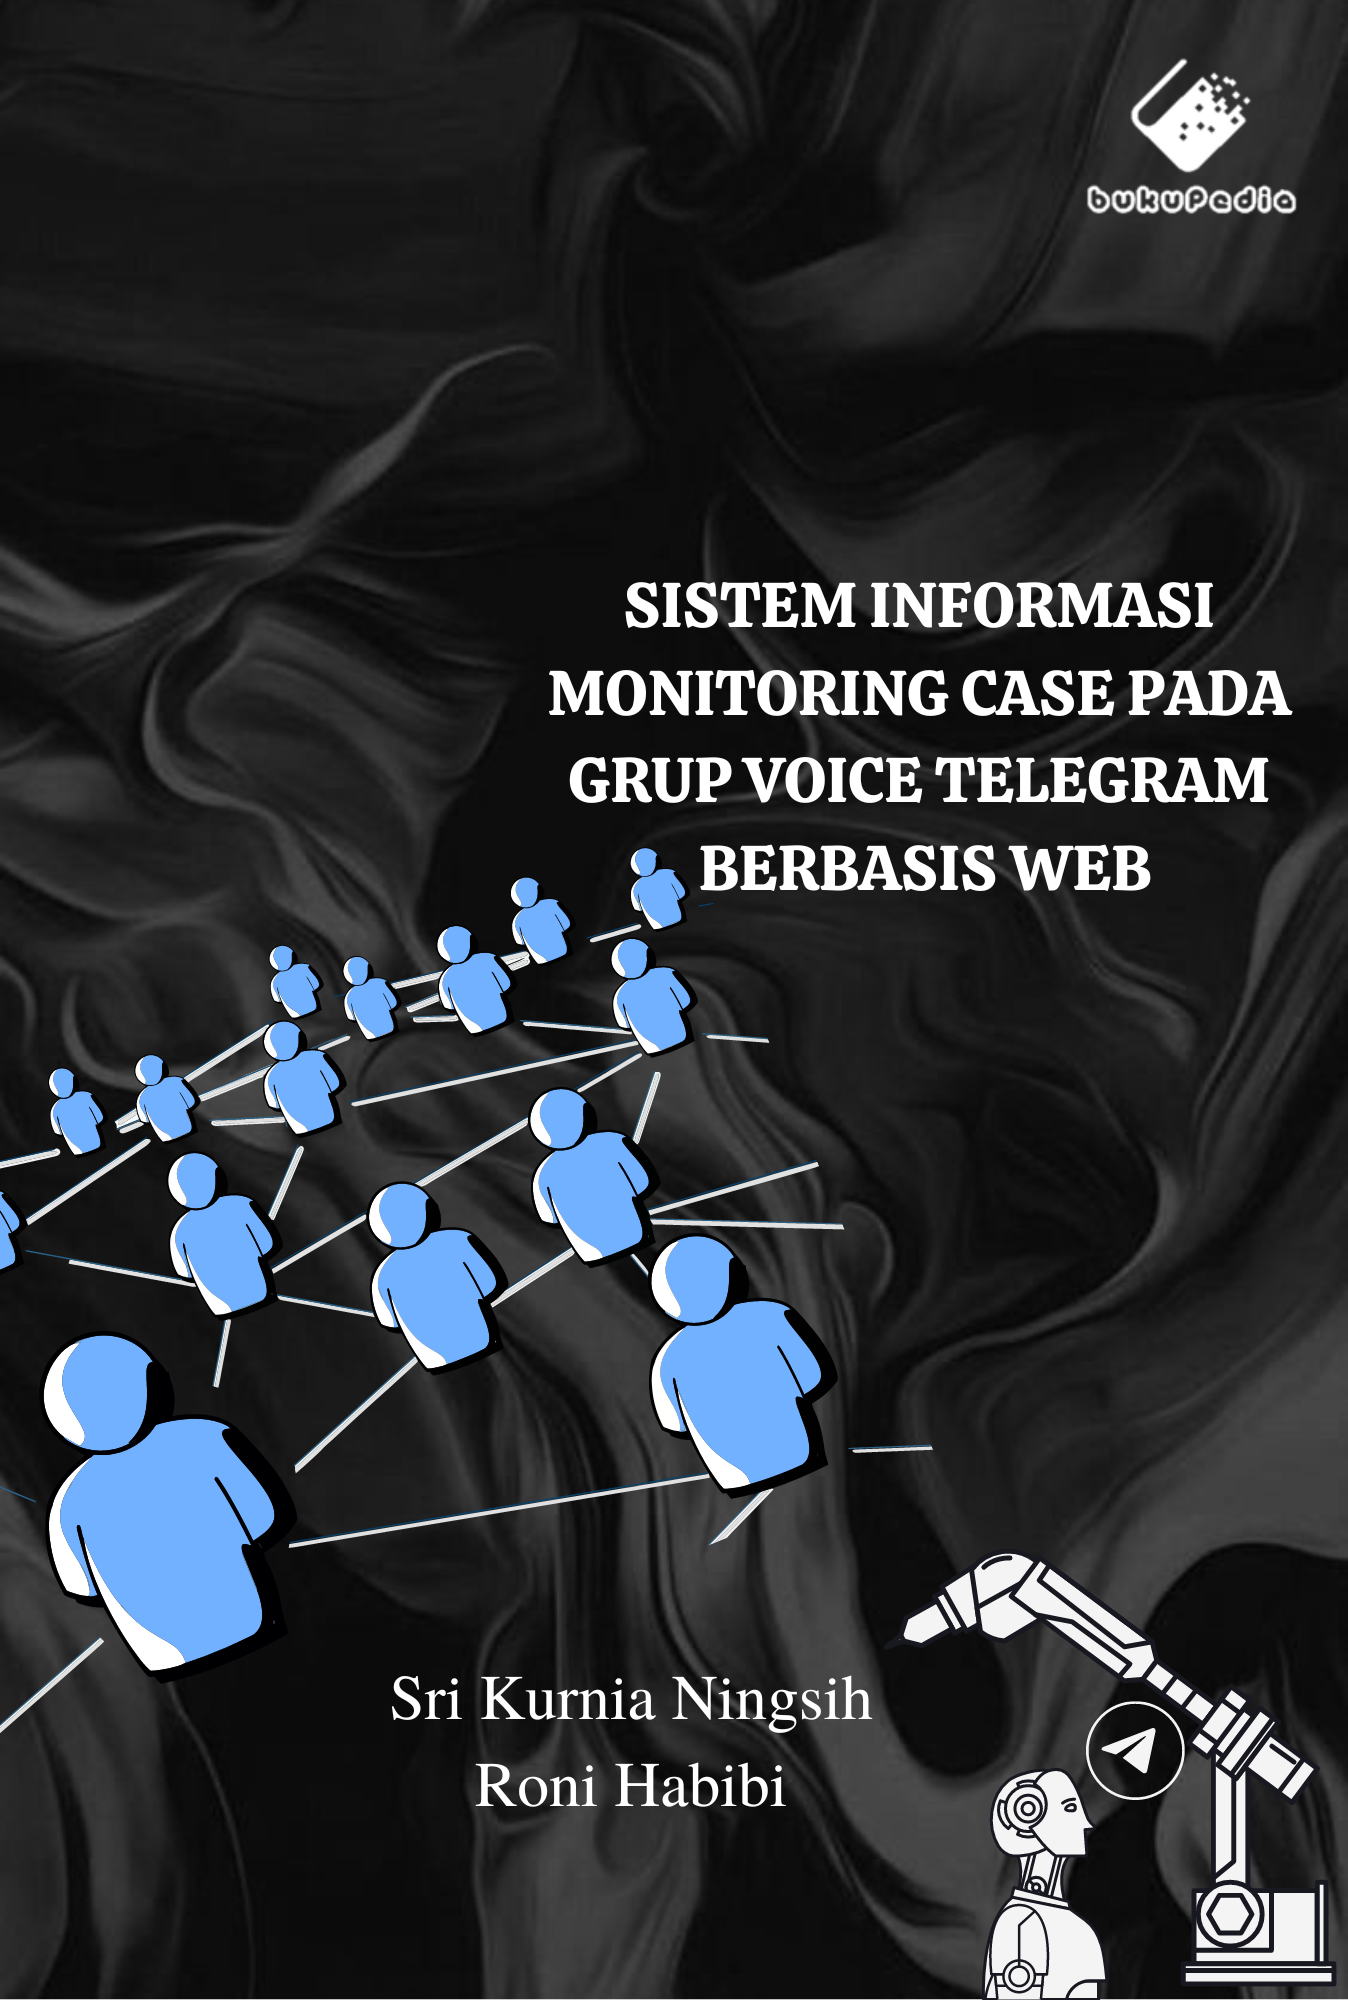 bukuPedia
SISTEM INFORMASI
MONITORING CASE PADA
GRUP VOICE TELEGRAM
BERBASIS WEB
Sri Kurnia Ningsih
Roni Habibi